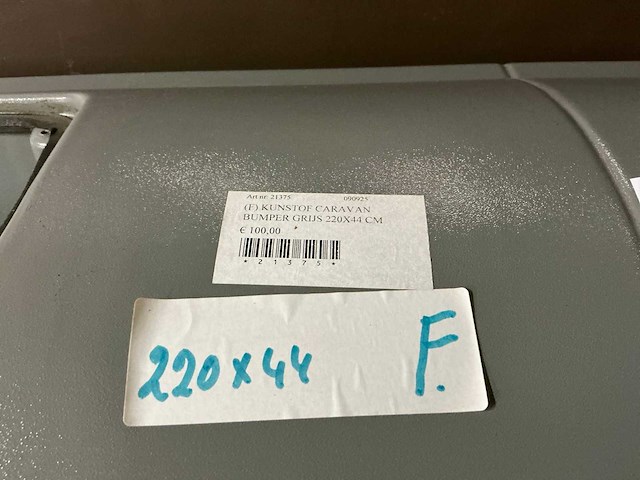 Art nr. 21375 090925
(F) KUNSTOF CARAVAN
BUMPER GRIJS 220X44 CM
€ 100,00
*21375*
220x44 F.